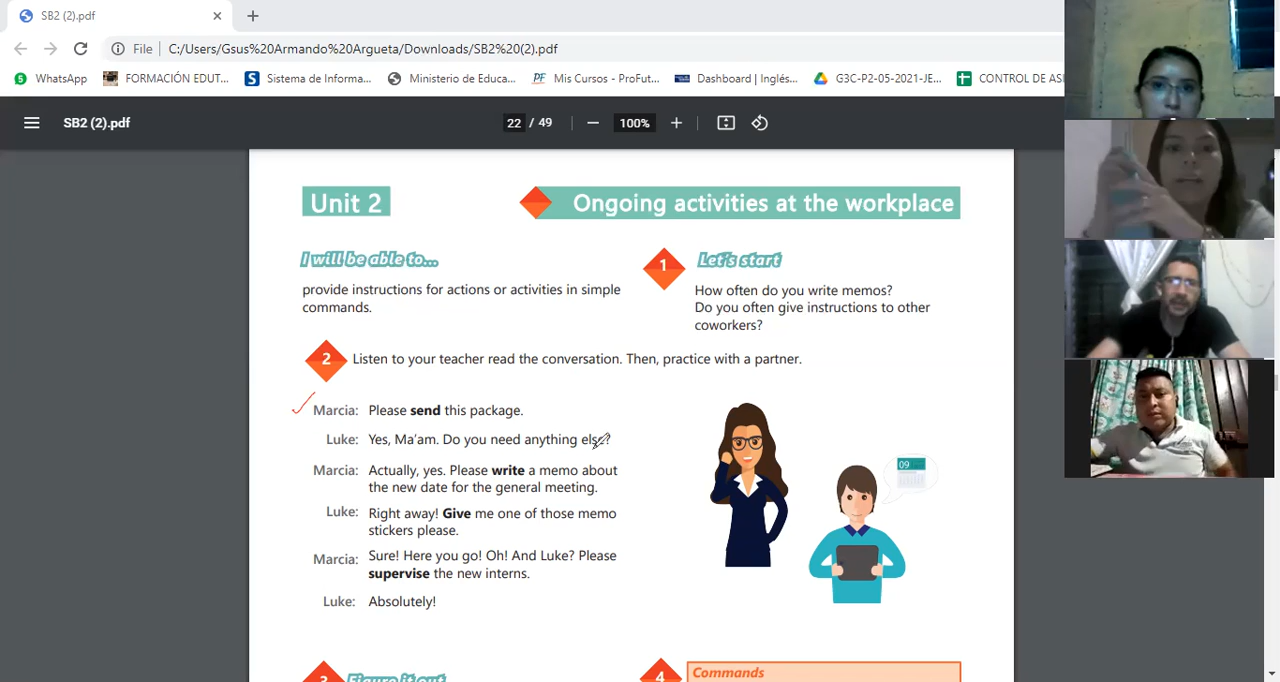 SB2 (2).pdf
File
C:/Users/Gsus%20Armando%20Argueta/Downloads/SB2%20(2).pdf
WhatsApp
FORMACIÓN EDUT...
Sistema de Informa...
Ministerio de Educa...
Mis Cursos - ProFut...
Dashboard | Inglés...
G3C-P2-05-2021-JE...
CONTROL DE ASI
SB2 (2).pdf
22 / 49
100%
Unit 2
Ongoing activities at the workplace
I will be able to...
provide instructions for actions or activities in simple
commands.
1
Let's start
How often do you write memos?
Do you often give instructions to other
coworkers?
2
Listen to your teacher read the conversation. Then, practice with a partner.
Marcia: Please send this package.
Luke: Yes, Ma'am. Do you need anything else?
Marcia: Actually, yes. Please write a memo about
the new date for the general meeting.
Luke: Right away! Give me one of those memo
stickers please.
Marcia: Sure! Here you go! Oh! And Luke? Please
supervise the new interns.
Luke: Absolutely!
09
3
Figure it out
4
Commands